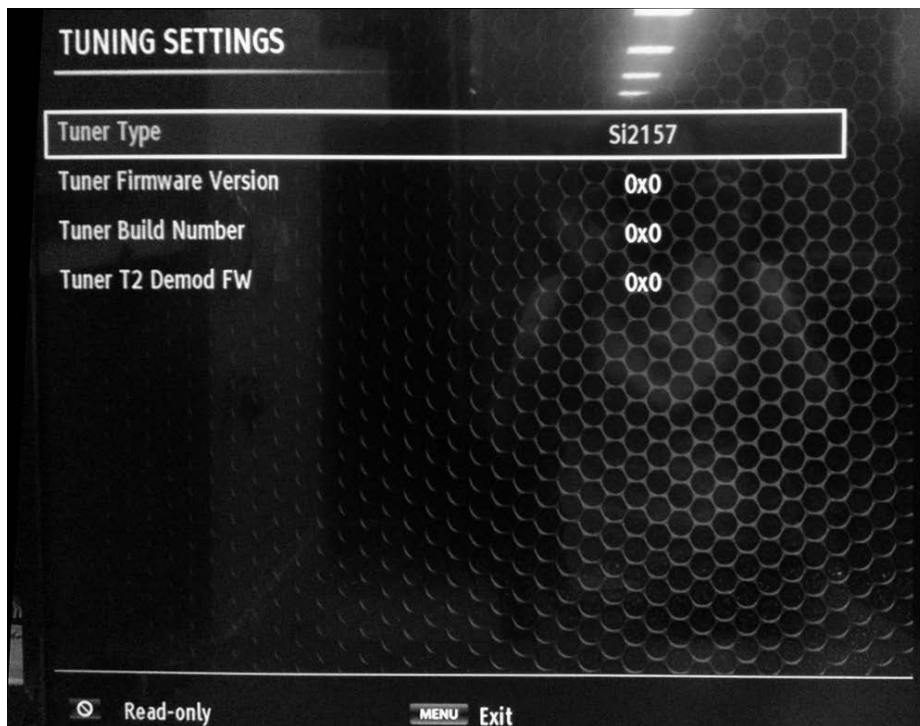 TUNING SETTINGS
Tuner Type Si2157
Tuner Firmware Version 0x0
Tuner Build Number 0x0
Tuner T2 Demod FW 0x0
Read-only MENU Exit